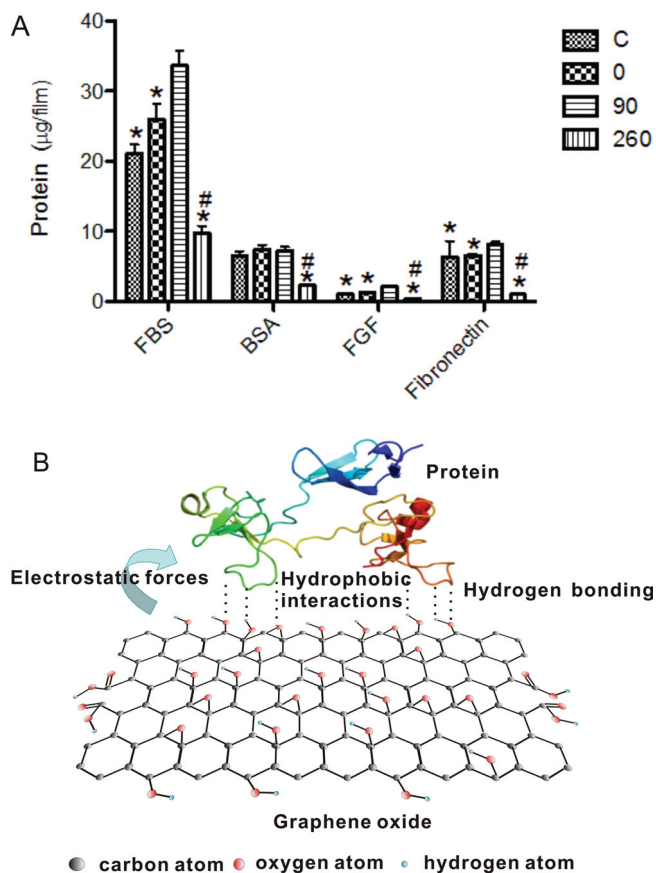 A
Protein (µg/film)
40
30
20
10
0
* * # *
# *
* * # *
* * # *
FBS
BSA
FGF
Fibronectin
C
0
90
260
B
Protein
Electrostatic forces
Hydrophobic
interactions
Hydrogen bonding
Graphene oxide
carbon atom oxygen atom hydrogen atom